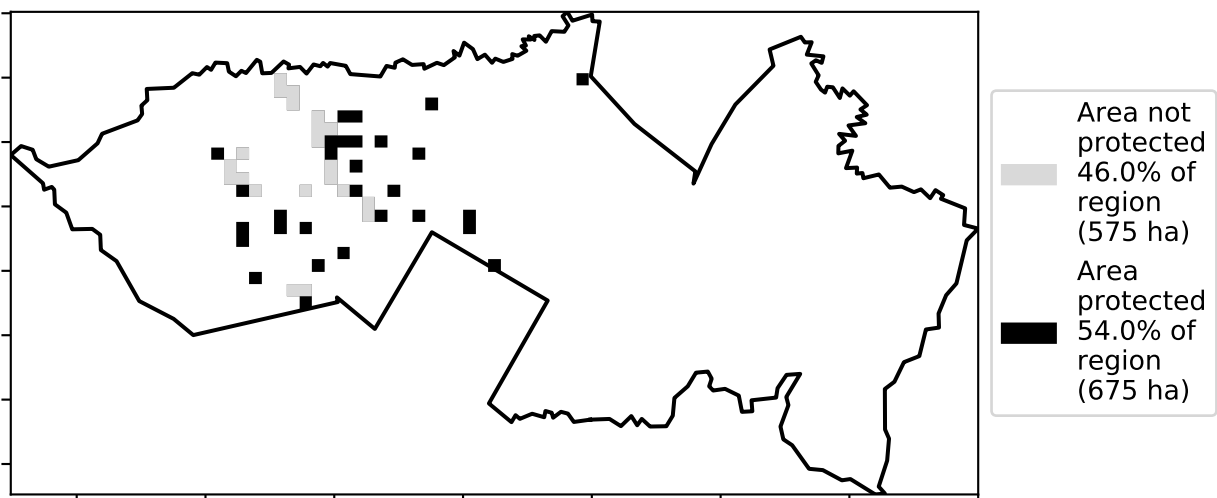 Area not
protected
46.0% of
region
(575 ha)
Area
protected
54.0% of
region
(675 ha)